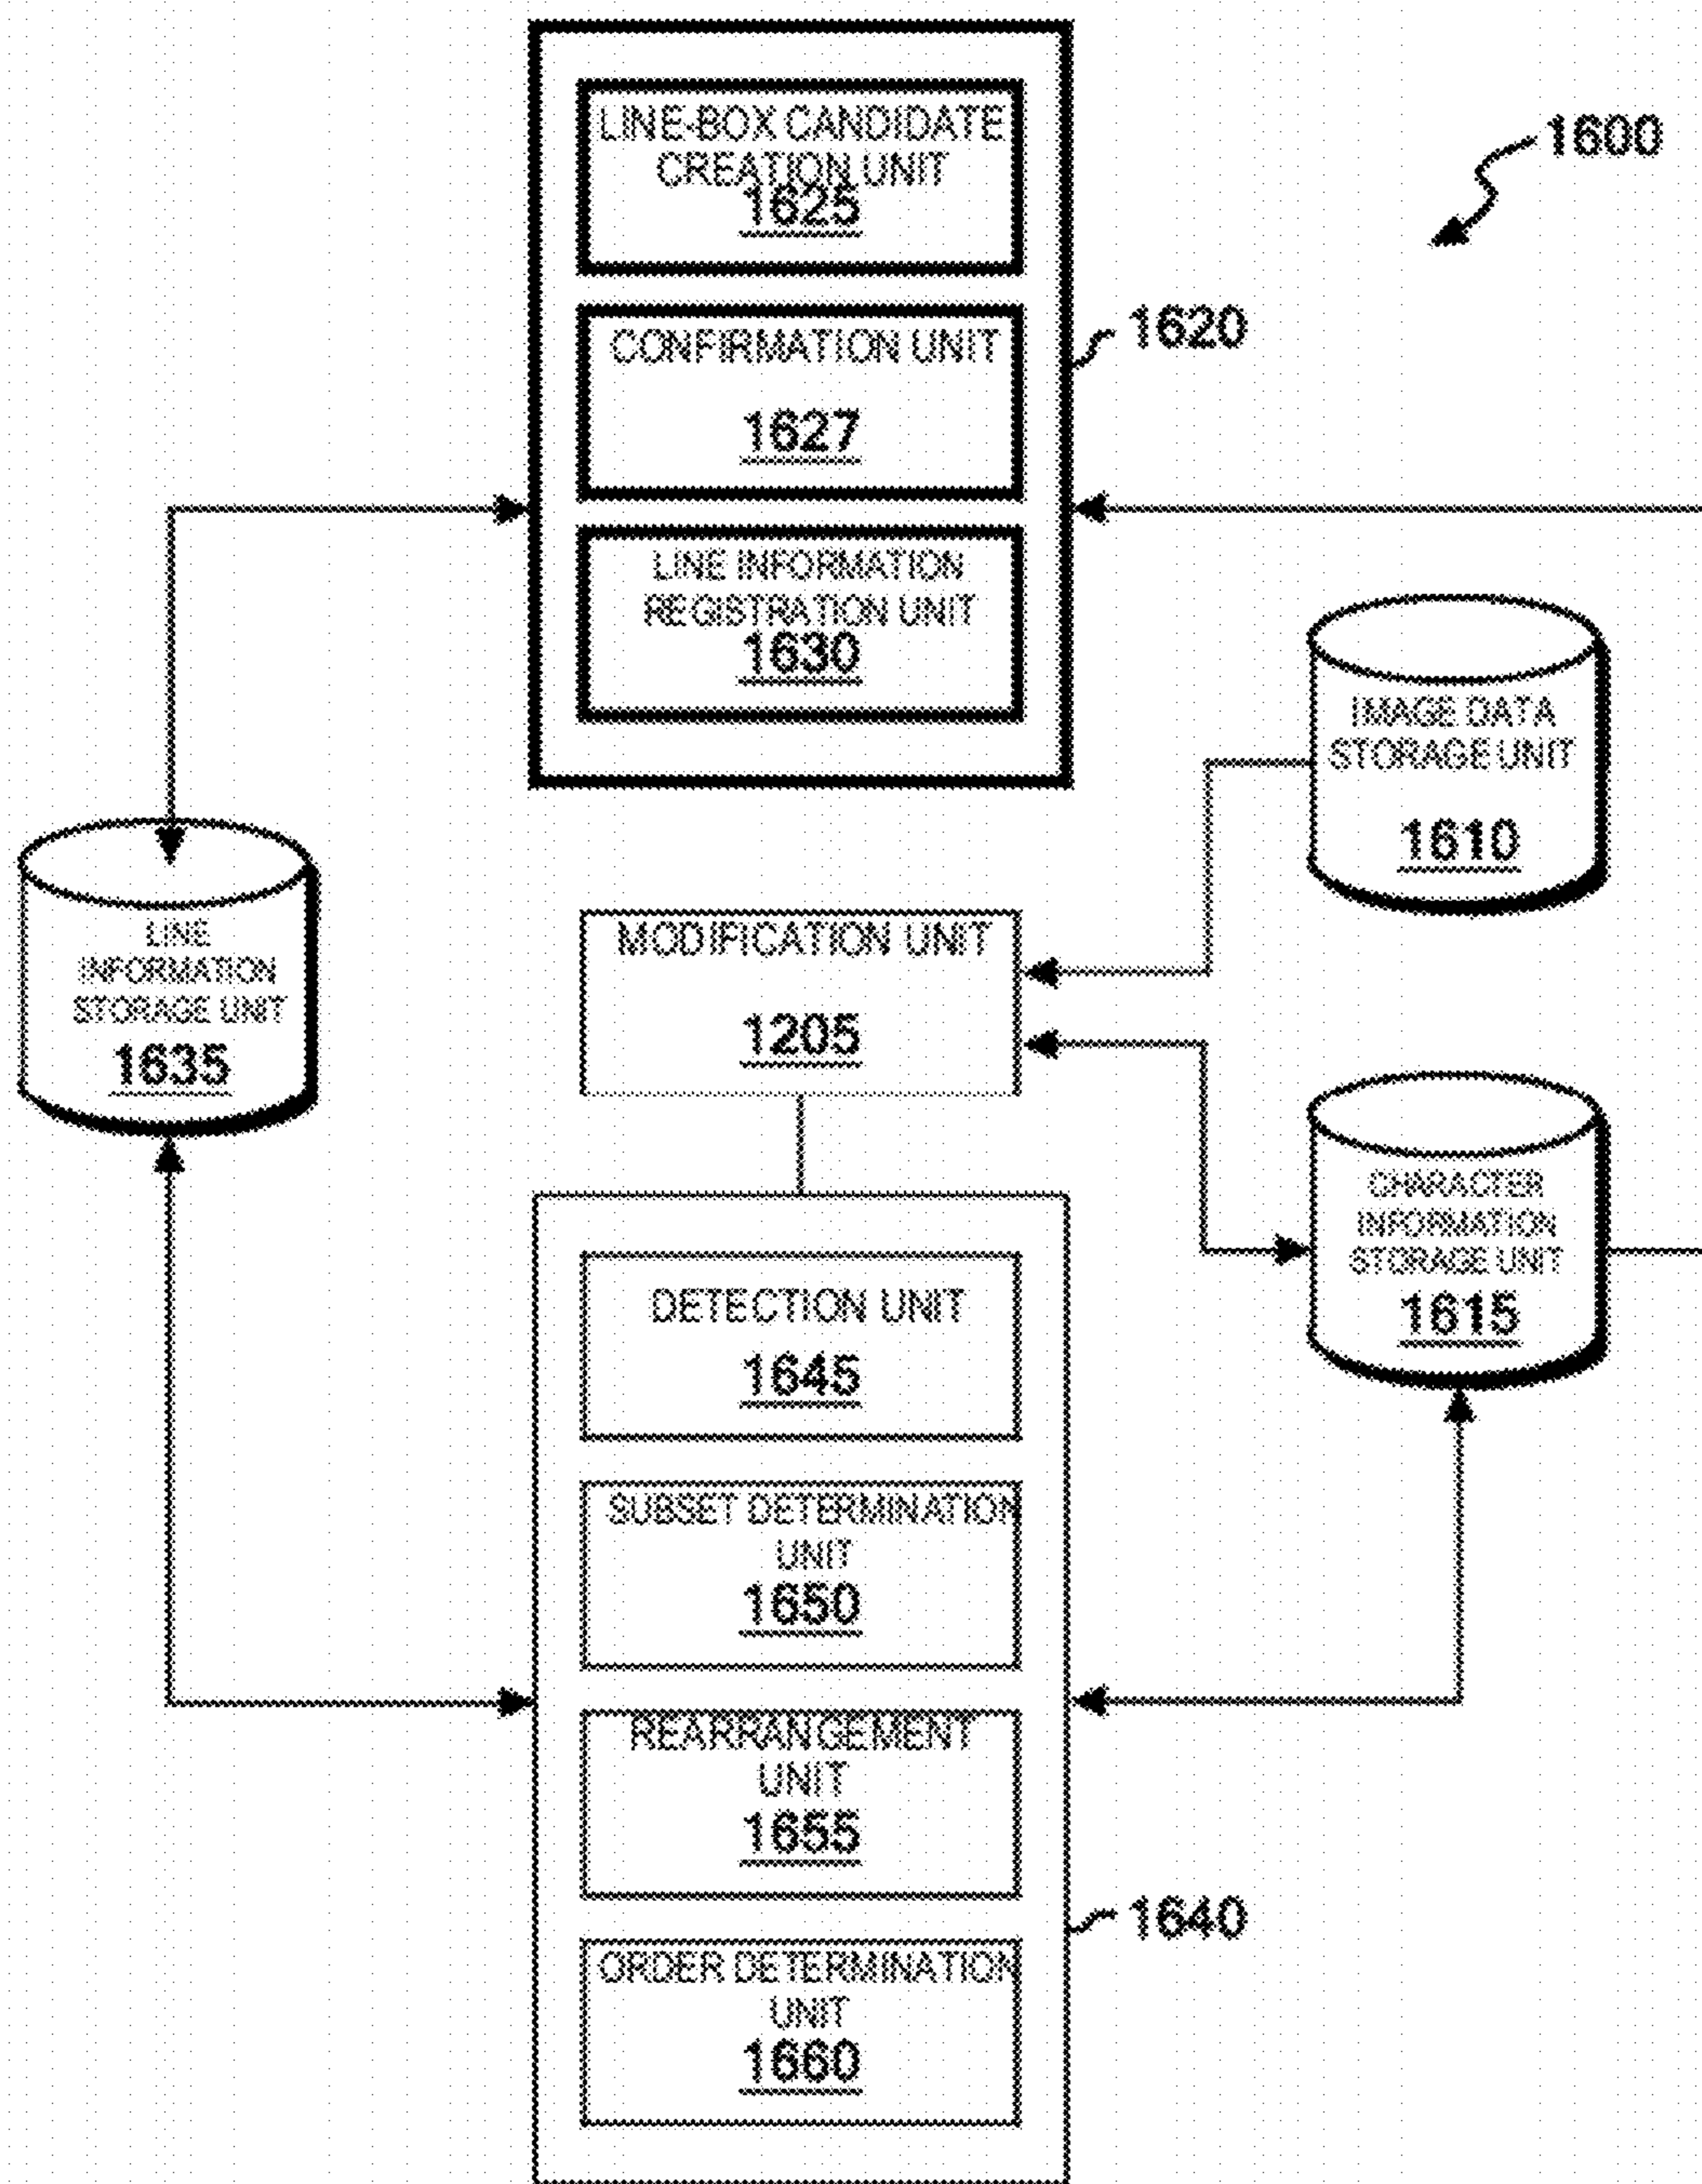 1600
LINE-BOX CANDIDATE
CREATION UNIT
1625
CONFIRMATION UNIT
1627
LINE INFORMATION
REGISTRATION UNIT
1630
1620
IMAGE DATA
STORAGE UNIT
1610
LINE
INFORMATION
STORAGE UNIT
1635
MODIFICATION UNIT
1205
CHARACTER
INFORMATION
STORAGE UNIT
1615
DETECTION UNIT
1645
SUBSET DETERMINATION
UNIT
1650
REARRANGEMENT
UNIT
1655
ORDER DETERMINATION
UNIT
1660
1640